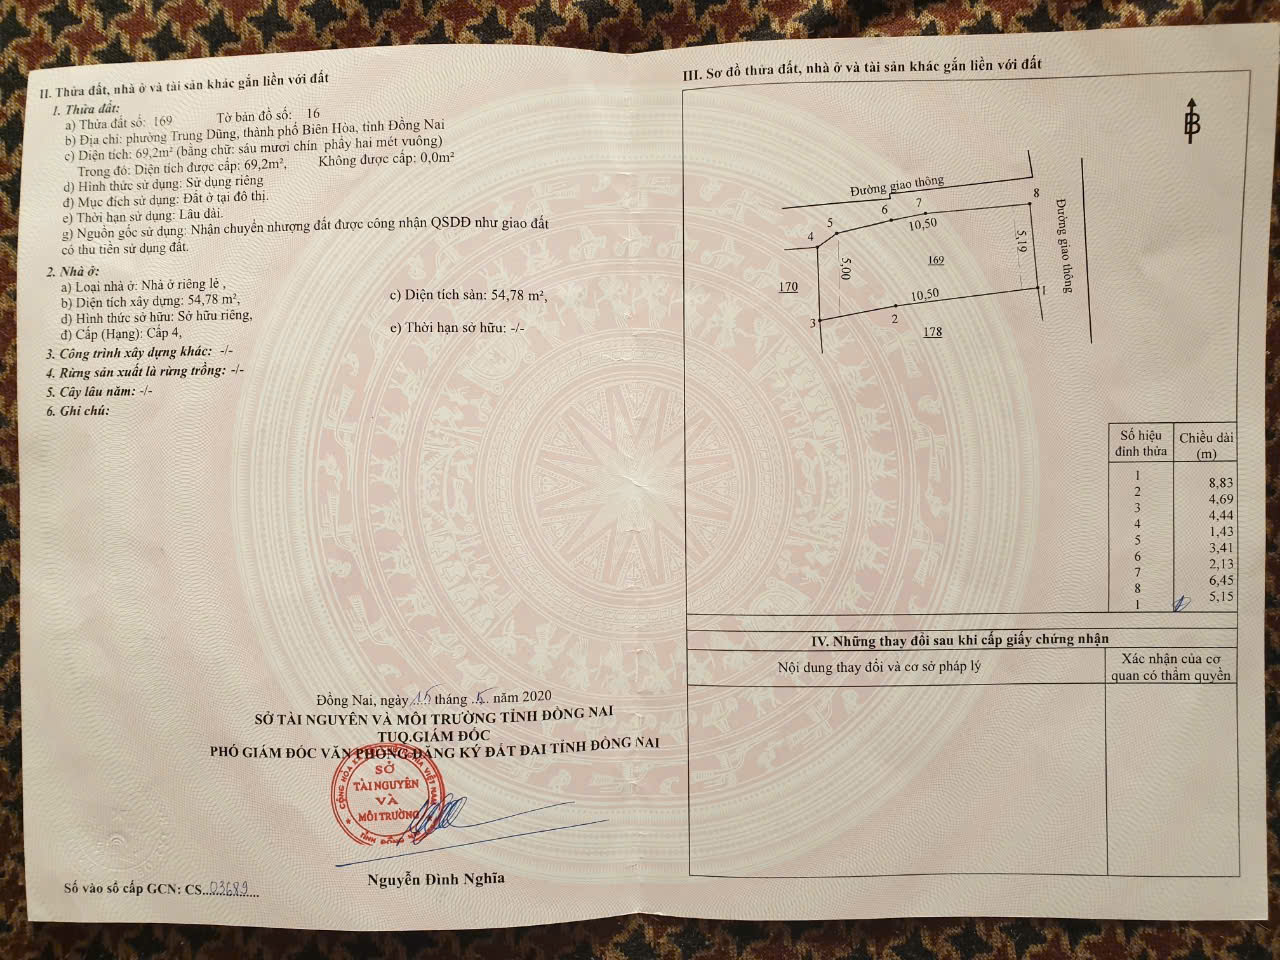 II. Thửa đất, nhà ở và tài sản khác gắn liền với đất
1. Thửa đất:
a) Thửa đất số: 169 Tờ bản đồ số: 16
b) Địa chỉ: phường Trung Dũng, thành phố Biên Hòa, tỉnh Đồng Nai
c) Diện tích: 69,2m² (bằng chữ: sáu mươi chín phẩy hai mét vuông)
Trong đó: Diện tích được cấp: 69,2m², Không được cấp: 0,0m²
d) Hình thức sử dụng: Sử dụng riêng
đ) Mục đích sử dụng: Đất ở tại đô thị.
e) Thời hạn sử dụng: Lâu dài.
g) Nguồn gốc sử dụng: Nhận chuyển nhượng đất được công nhận QSDĐ như giao đất
có thu tiền sử dụng đất.
2. Nhà ở:
a) Loại nhà ở: Nhà ở riêng lẻ ,
b) Diện tích xây dựng: 54,78 m², c) Diện tích sàn: 54,78 m²,
d) Hình thức sở hữu: Sở hữu riêng,
đ) Cấp (Hạng): Cấp 4, e) Thời hạn sở hữu: -/-
3. Công trình xây dựng khác: -/-
4. Rừng sản xuất là rừng trồng: -/-
5. Cây lâu năm: -/-
6. Ghi chú:
Đồng Nai, ngày 15 tháng 5 năm 2020
SỞ TÀI NGUYÊN VÀ MÔI TRƯỜNG TỈNH ĐỒNG NAI
TUQ.GIÁM ĐỐC
PHÓ GIÁM ĐỐC VĂN PHÒNG ĐĂNG KÝ ĐẤT ĐAI TỈNH ĐỒNG NAI
SỞ
TÀI NGUYÊN
VÀ
MÔI TRƯỜNG
TỈNH ĐỒNG NAI
Nguyễn Đình Nghĩa
Số vào sổ cấp GCN: CS 03689
III. Sơ đồ thửa đất, nhà ở và tài sản khác gắn liền với đất
B
Đường giao thông
8
7
6
5
4
10,50
Đường giao thông
5,19
5,00
169
170
10,50
1
2
3
178
Số hiệu đỉnh thửa Chiều dài (m)
1
8,83
2
4,69
3
4,44
4
1,43
5
3,41
6
2,13
7
6,45
8
5,15
1
IV. Những thay đổi sau khi cấp giấy chứng nhận
Nội dung thay đổi và cơ sở pháp lý
Xác nhận của cơ
quan có thẩm quyền